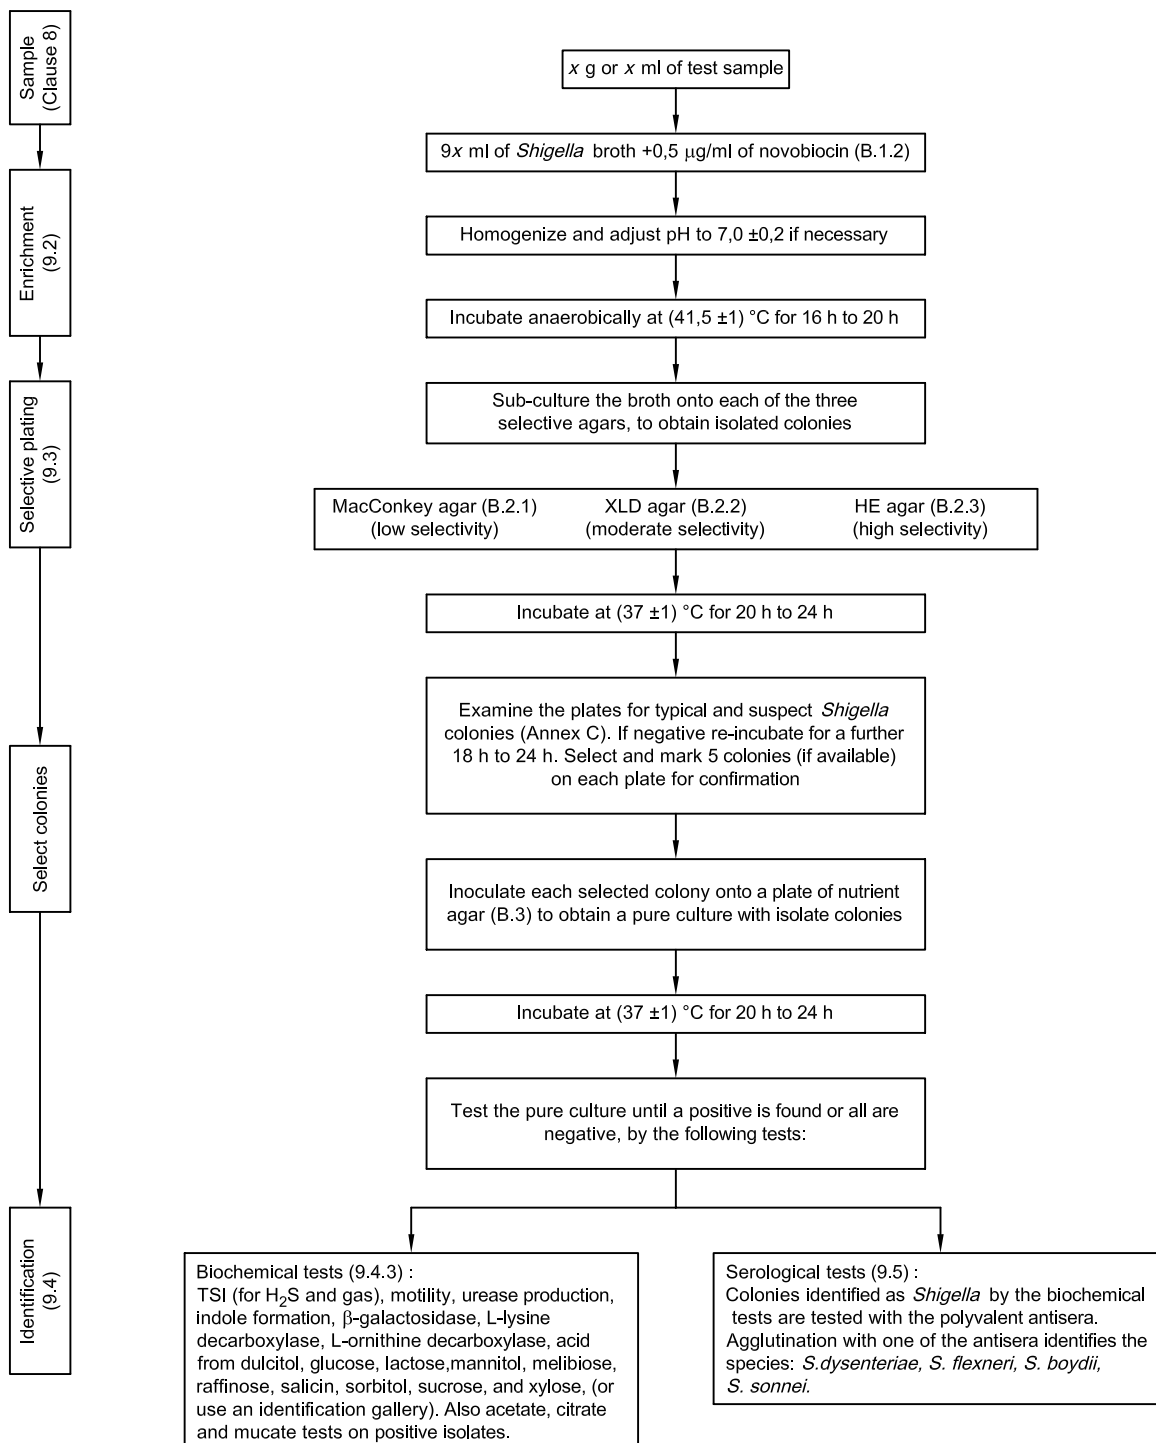 Sample
(Clause 8)
Enrichment
(9.2)
Selective plating
(9.3)
Select colonies
Identification
(9.4)
x g or x ml of test sample
9x ml of Shigella broth +0,5 μg/ml of novobiocin (B.1.2)
Homogenize and adjust pH to 7,0 ±0,2 if necessary
Incubate anaerobically at (41,5 ±1) °C for 16 h to 20 h
Sub-culture the broth onto each of the three
selective agars, to obtain isolated colonies
MacConkey agar (B.2.1)
(low selectivity)
XLD agar (B.2.2)
(moderate selectivity)
HE agar (B.2.3)
(high selectivity)
Incubate at (37 ±1) °C for 20 h to 24 h
Examine the plates for typical and suspect Shigella
colonies (Annex C). If negative re-incubate for a further
18 h to 24 h. Select and mark 5 colonies (if available)
on each plate for confirmation
Inoculate each selected colony onto a plate of nutrient
agar (B.3) to obtain a pure culture with isolate colonies
Incubate at (37 ±1) °C for 20 h to 24 h
Test the pure culture until a positive is found or all are
negative, by the following tests:
Biochemical tests (9.4.3) :
TSI (for H₂S and gas), motility, urease production,
indole formation, β-galactosidase, L-lysine
decarboxylase, L-ornithine decarboxylase, acid
from dulcitol, glucose, lactose,mannitol, melibiose,
raffinose, salicin, sorbitol, sucrose, and xylose, (or
use an identification gallery). Also acetate, citrate
and mucate tests on positive isolates.
Serological tests (9.5) :
Colonies identified as Shigella by the biochemical
tests are tested with the polyvalent antisera.
Agglutination with one of the antisera identifies the
species: S.dysenteriae, S. flexneri, S. boydii,
S. sonnei.